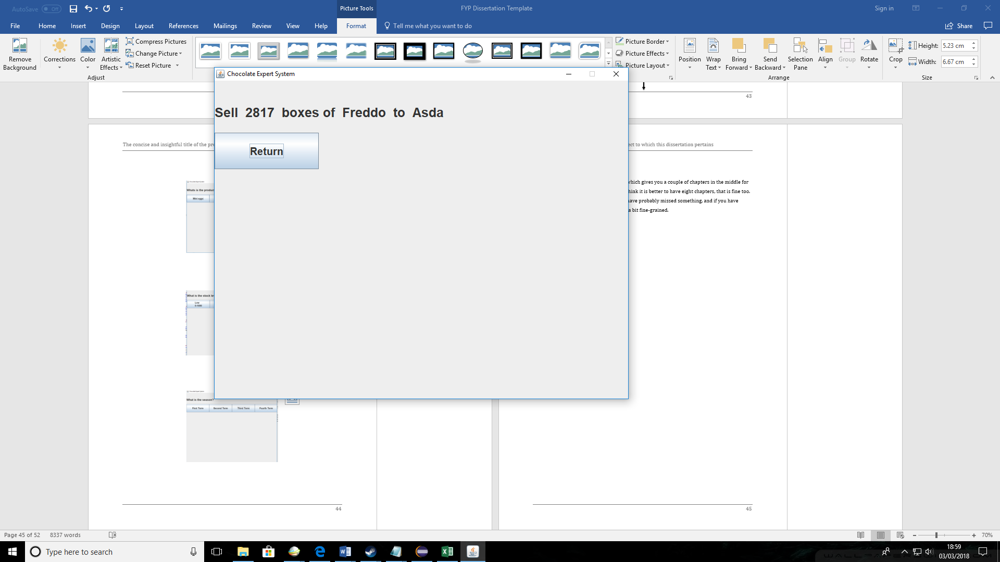 AutoSave Off
Picture Tools
FYP Dissertation Template
Sign in
File Home Insert Design Layout References Mailings Review View Help Format Tell me what you want to do Share
Remove Background
Corrections
Color
Artistic Effects
Compress Pictures
Change Picture
Reset Picture
Adjust
Picture Border
Picture Effects
Picture Layout
Position
Wrap Text
Bring Forward
Send Backward
Selection Pane
Align
Group
Rotate
Arrange
Crop
Height: 5.23 cm
Width: 6.67 cm
Size
Chocolate Expert System
Sell 2817 boxes of Freddo to Asda
Return
43
The concise and insightful title of the pro
ect to which this dissertation pertains
Whats is the product
Mint eggs
What is the stock le
Low
0-1000
Chocolate Expert System
What is the season?
First Term Second Term Third Term Fourth Term
44
which gives you a couple of chapters in the middle for
hink it is better to have eight chapters, that is fine too.
have probably missed something, and if you have
a bit fine-grained.
45
Page 45 of 52 8337 words
70%
Type here to search
18:59
03/03/2018